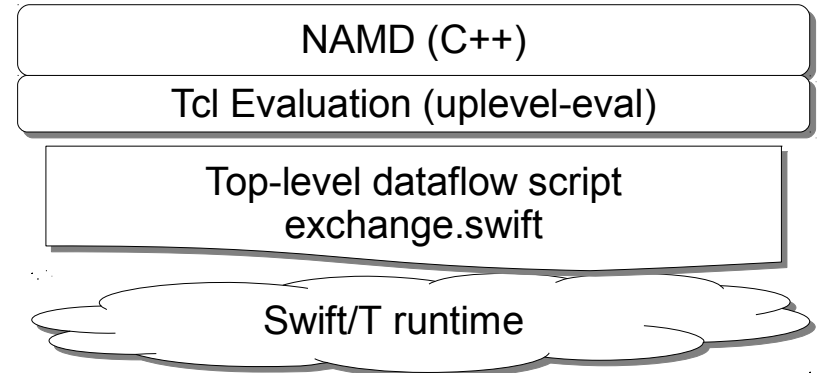 NAMD (C++)
Tcl Evaluation (uplevel-eval)
Top-level dataflow script
exchange.swift
Swift/T runtime